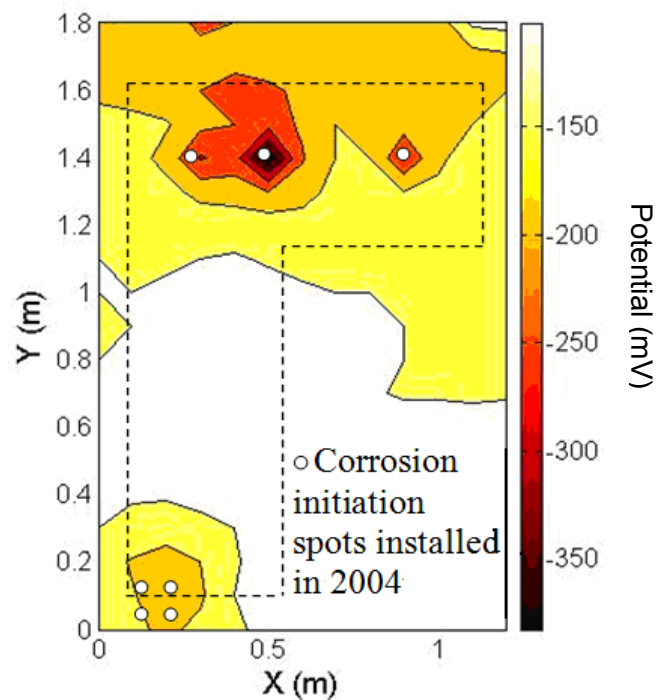 1.8
1.6
1.4
1.2
1
0.8
0.6
0.4
0.2
0
Y (m)
0
0.5
1
X (m)
Corrosion
initiation
spots installed
in 2004
-150
-200
-250
-300
-350
Potential (mV)